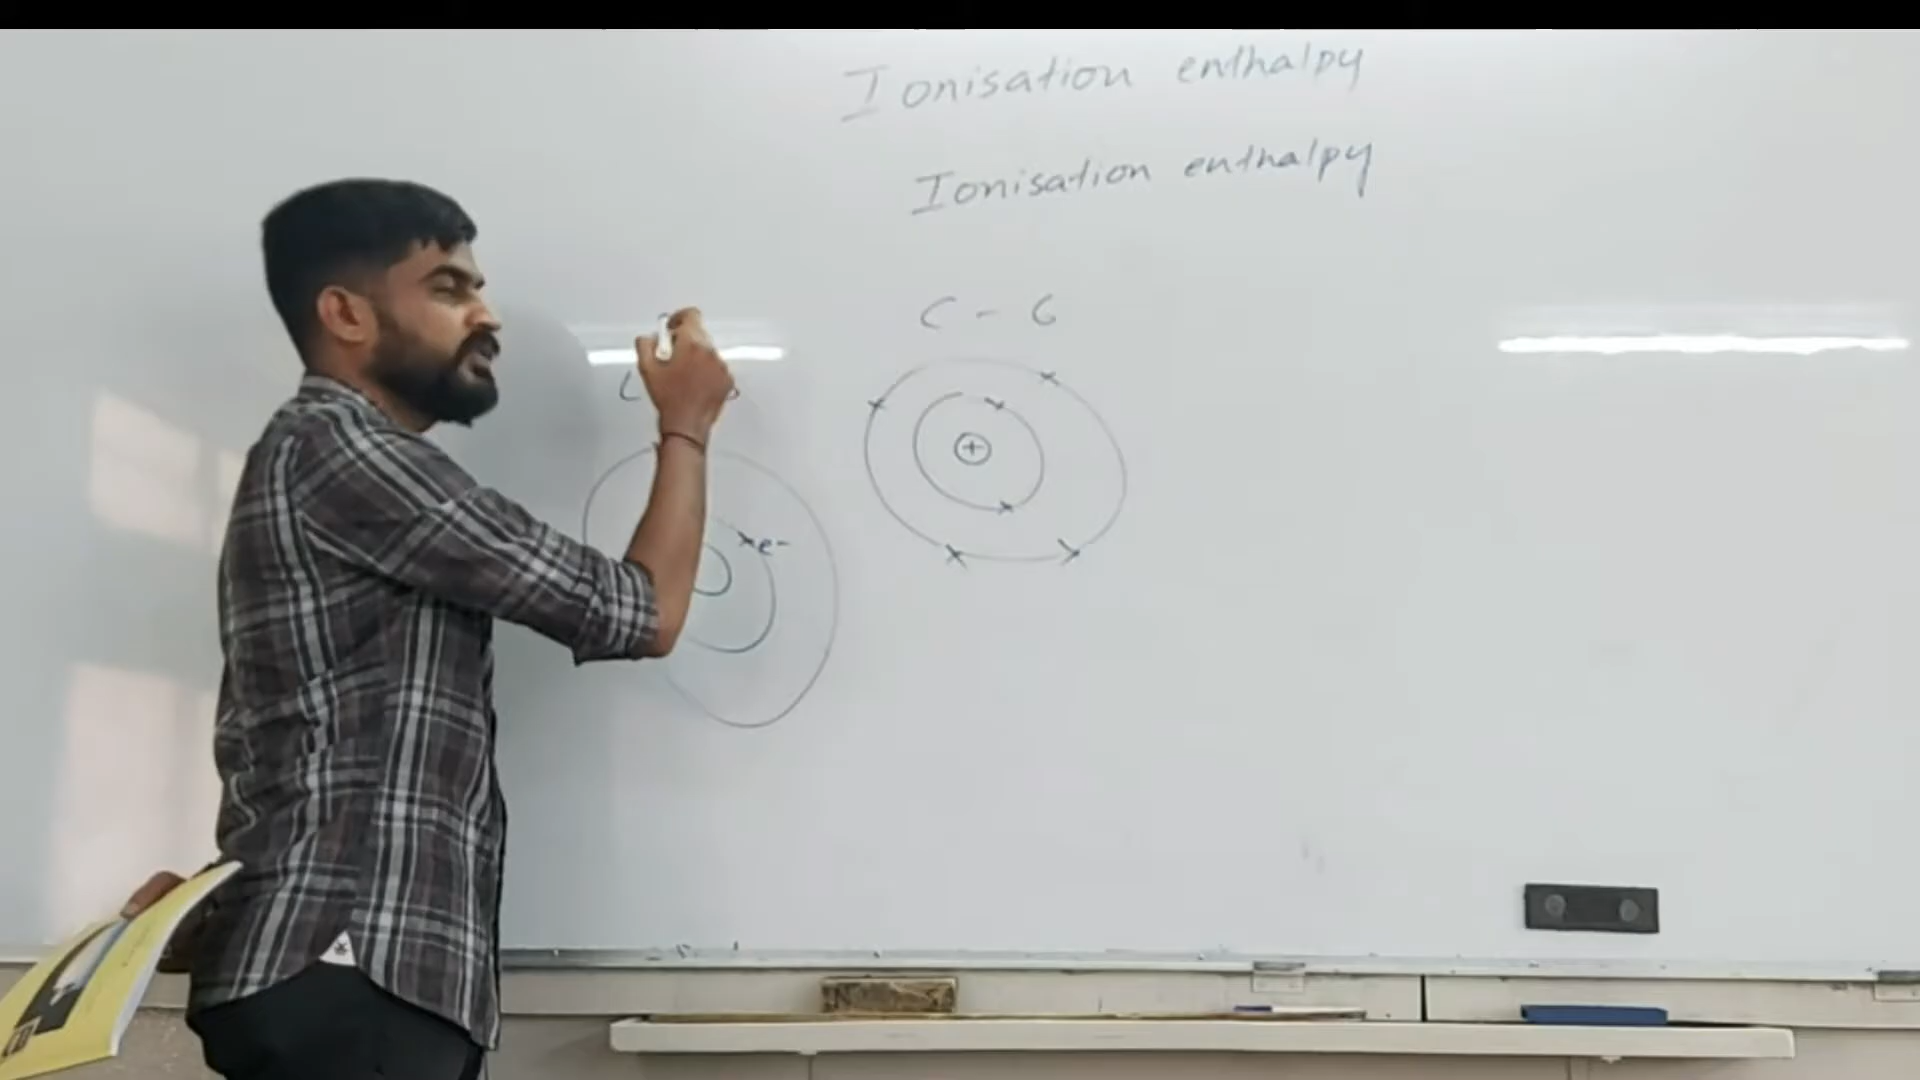 Ionisation enthalpy
Ionisation enthalpy
C - 6
e-
+